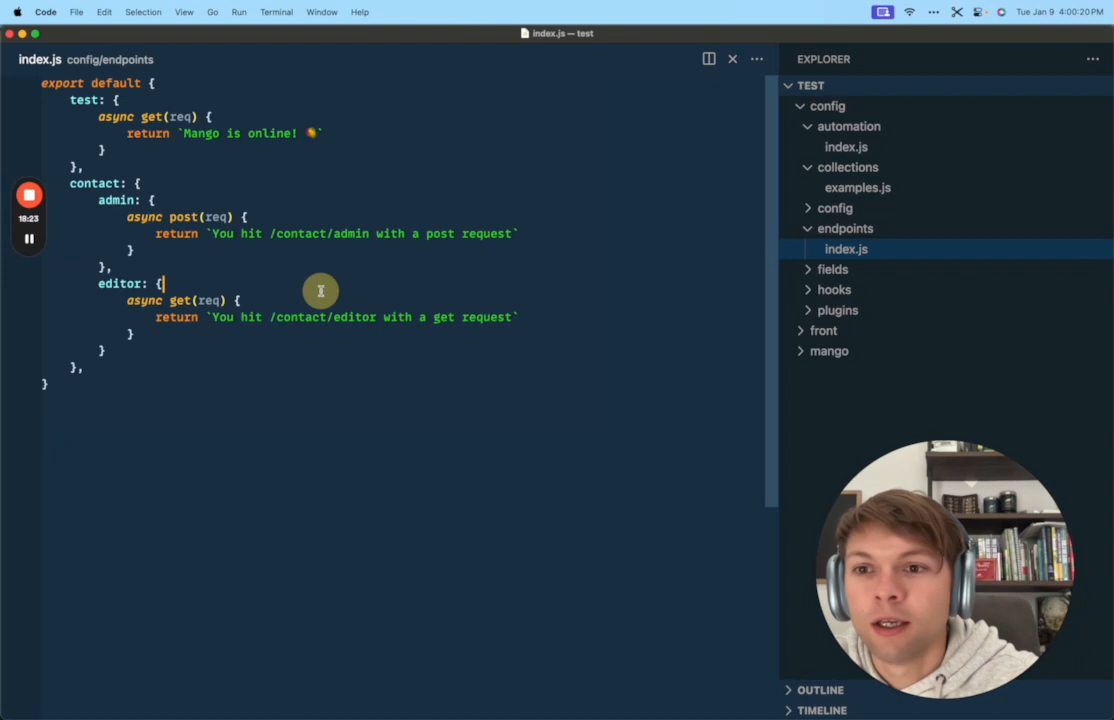 Code File Edit Selection View Go Run Terminal Window Help Tue Jan 9 4:00:20 PM
index.js — test
index.js config/endpoints
export default {
test: {
async get(req) {
return `Mango is online! 🥭`
}
},
contact: {
admin: {
async post(req) {
return `You hit /contact/admin with a post request`
}
},
editor: {
async get(req) {
return `You hit /contact/editor with a get request`
}
}
},
}
18:23
EXPLORER
TEST
config
automation
index.js
collections
examples.js
config
endpoints
index.js
fields
hooks
plugins
front
mango
OUTLINE
TIMELINE